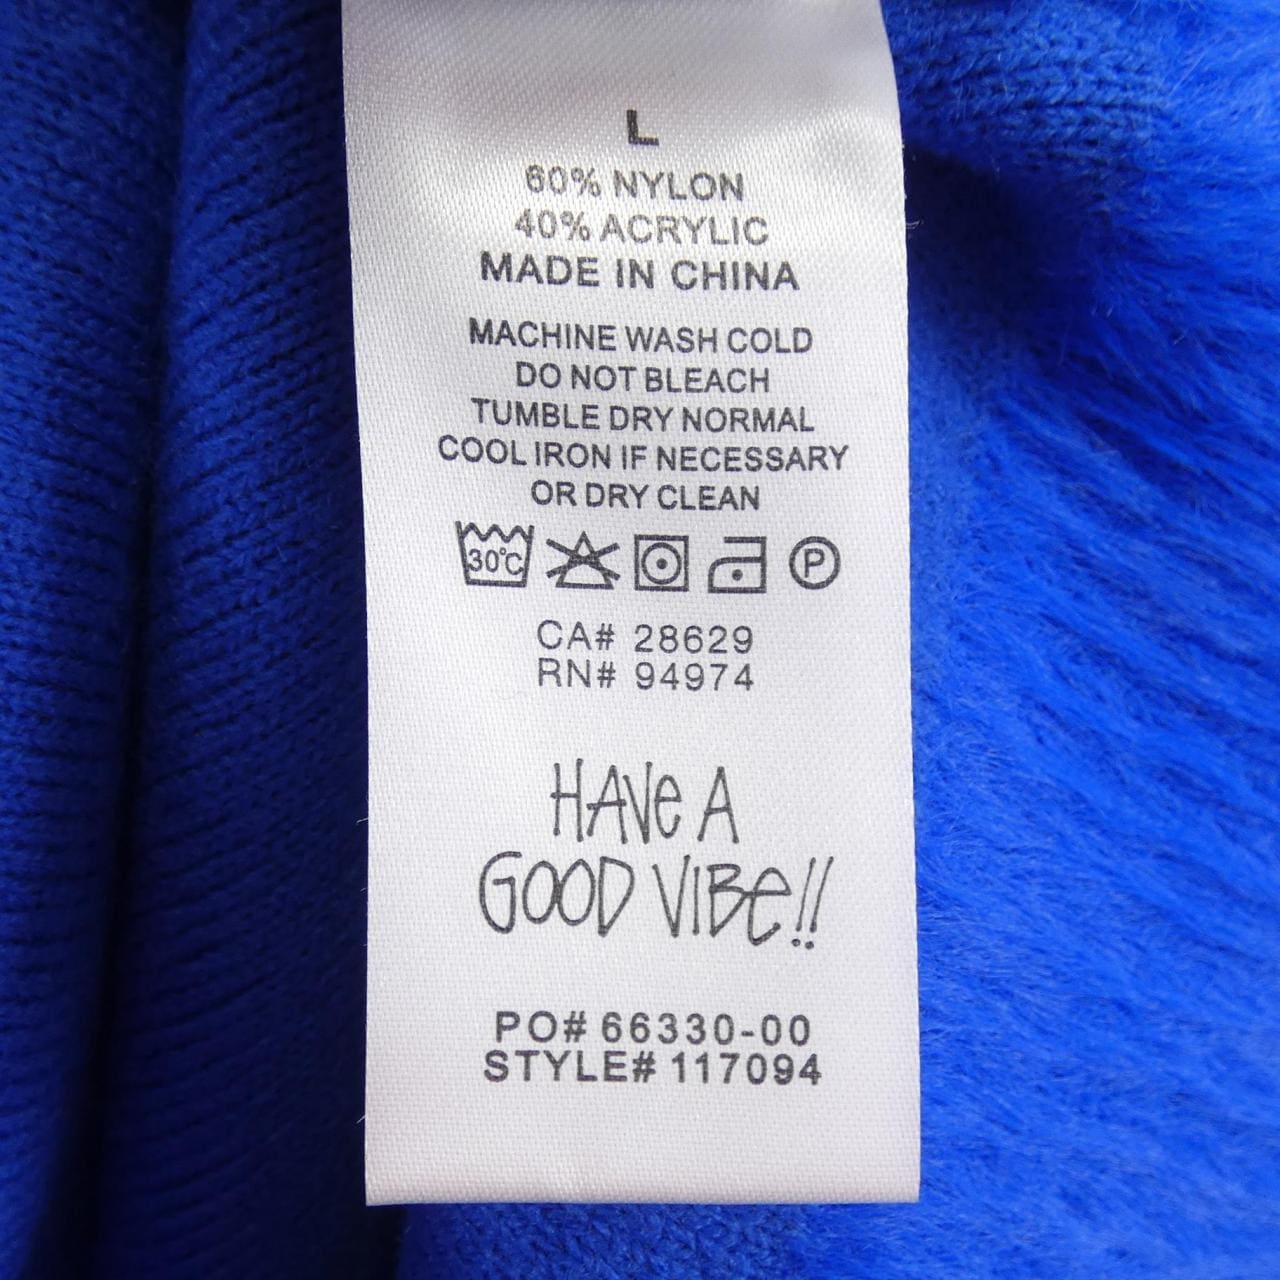 L
60% NYLON
40% ACRYLIC
MADE IN CHINA
MACHINE WASH COLD
DO NOT BLEACH
TUMBLE DRY NORMAL
COOL IRON IF NECESSARY
OR DRY CLEAN
30°C P
CA# 28629
RN# 94974
HAVe A
GOOD VIBe!!
PO# 66330-00
STYLE# 117094